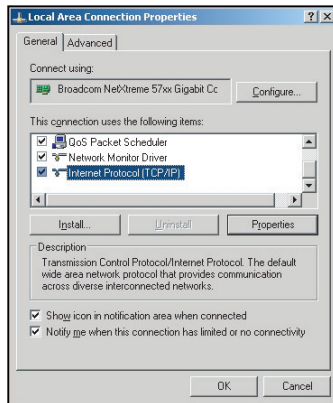 Local Area Connection Properties
General Advanced
Connect using:
Broadcom NetXtreme 57xx Gigabit Cc
Configure...
This connection uses the following items:
QoS Packet Scheduler
Network Monitor Driver
Internet Protocol (TCP/IP)
Install... Uninstall Properties
Description
Transmission Control Protocol/Internet Protocol. The default
wide area network protocol that provides communication
across diverse interconnected networks.
Show icon in notification area when connected
Notify me when this connection has limited or no connectivity
OK Cancel